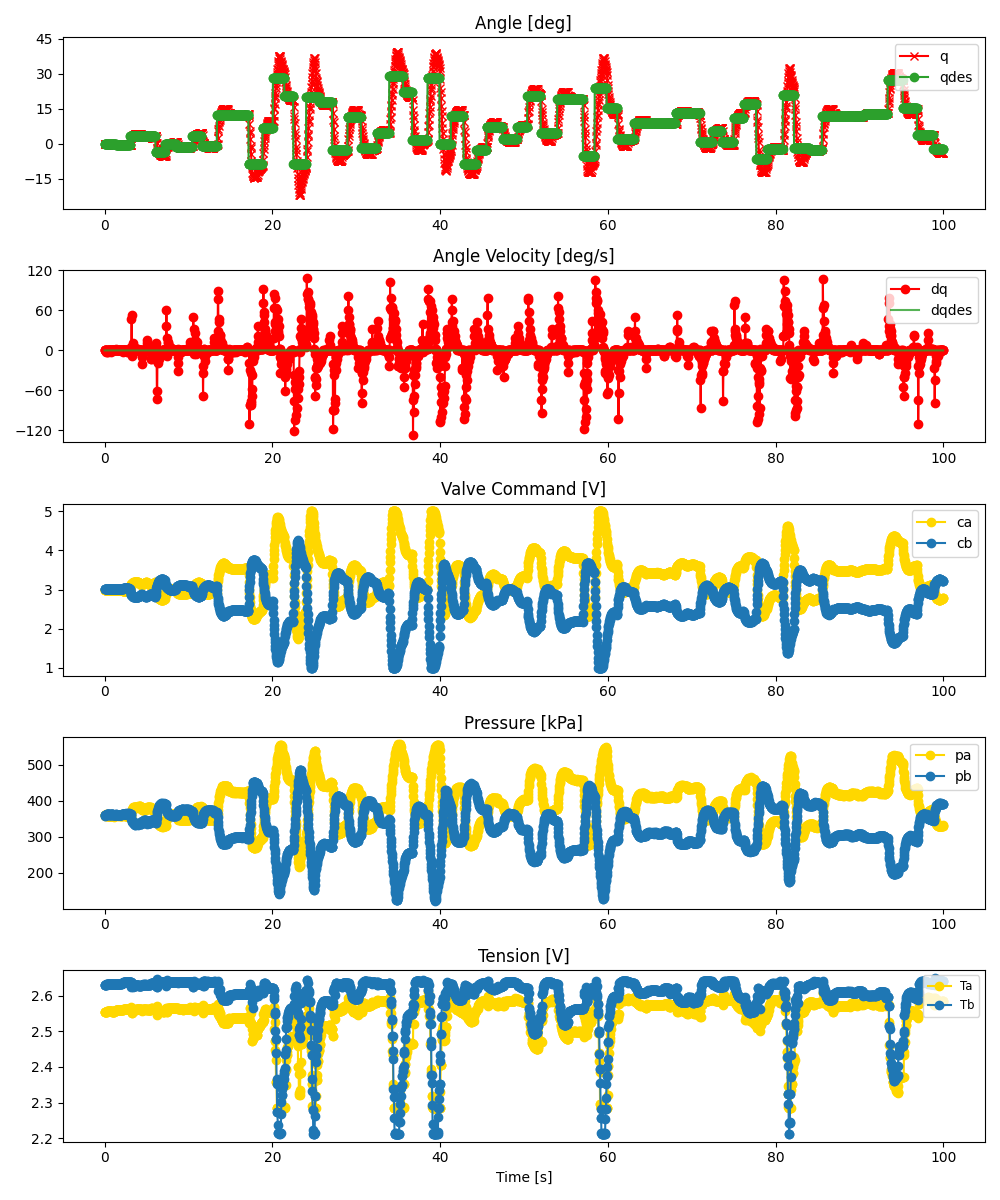 Angle [deg]
45
30
15
0
−15
q
qdes
0 20 40 60 80 100
Angle Velocity [deg/s]
120
60
0
−60
−120
dq
dqdes
0 20 40 60 80 100
Valve Command [V]
5
4
3
2
1
ca
cb
0 20 40 60 80 100
Pressure [kPa]
500
400
300
200
pa
pb
0 20 40 60 80 100
Tension [V]
2.6
2.5
2.4
2.3
2.2
Ta
Tb
0 20 40 60 80 100
Time [s]